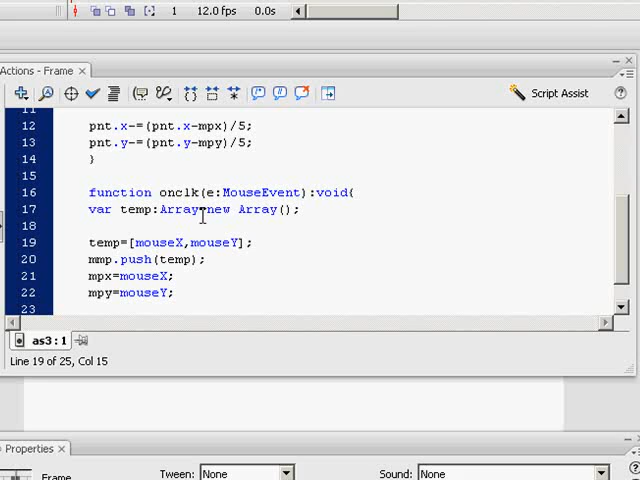 1 12.0 fps 0.0s
Actions - Frame ×
Script Assist
11
12 pnt.x-=(pnt.x-mpx)/5;
13 pnt.y-=(pnt.y-mpy)/5;
14 }
15
16 function onclk(e:MouseEvent):void{
17 var temp:Array=new Array();
18
19 temp=[mouseX,mouseY];
20 mmp.push(temp);
21 mpx=mouseX;
22 mpy=mouseY;
23
as3 : 1
Line 19 of 25, Col 15
Properties ×
Frame Tween: None Sound: None